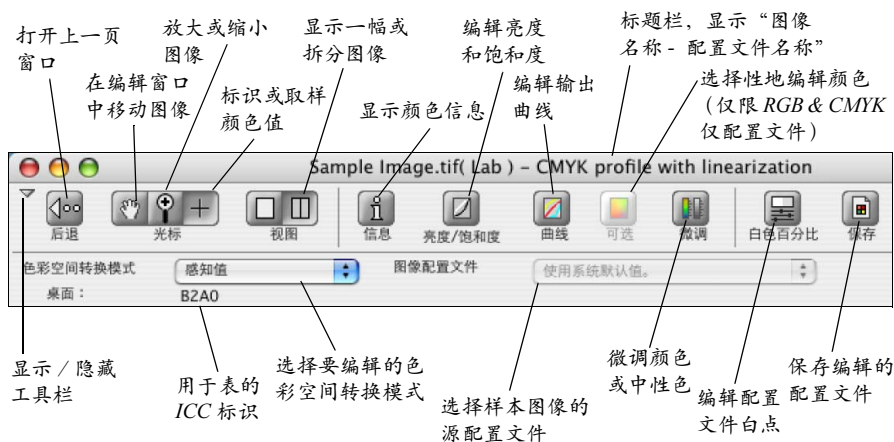 打开上一页
窗口
在编辑窗口
中移动图像
放大或缩小
图像
标识或取样
颜色值
显示一幅或
拆分图像
显示颜色信息
编辑亮度
和饱和度
编辑输出
曲线
标题栏，显示“图像
名称 - 配置文件名称”
选择性地编辑颜色
（仅限 RGB & CMYK
仅配置文件）
Sample Image.tif( Lab ) – CMYK profile with linearization
后退
光标
视图
信息
亮度/饱和度
曲线
可选
微调
白色百分比
保存
色彩空间转换模式
感知值
图像配置文件
使用系统默认值。
桌面：
B2A0
显示 / 隐藏
工具栏
用于表的
ICC 标识
选择要编辑的色
彩空间转换模式
选择样本图像的
源配置文件
微调颜色
或中性色
编辑配置
文件白点
保存编辑的
配置文件